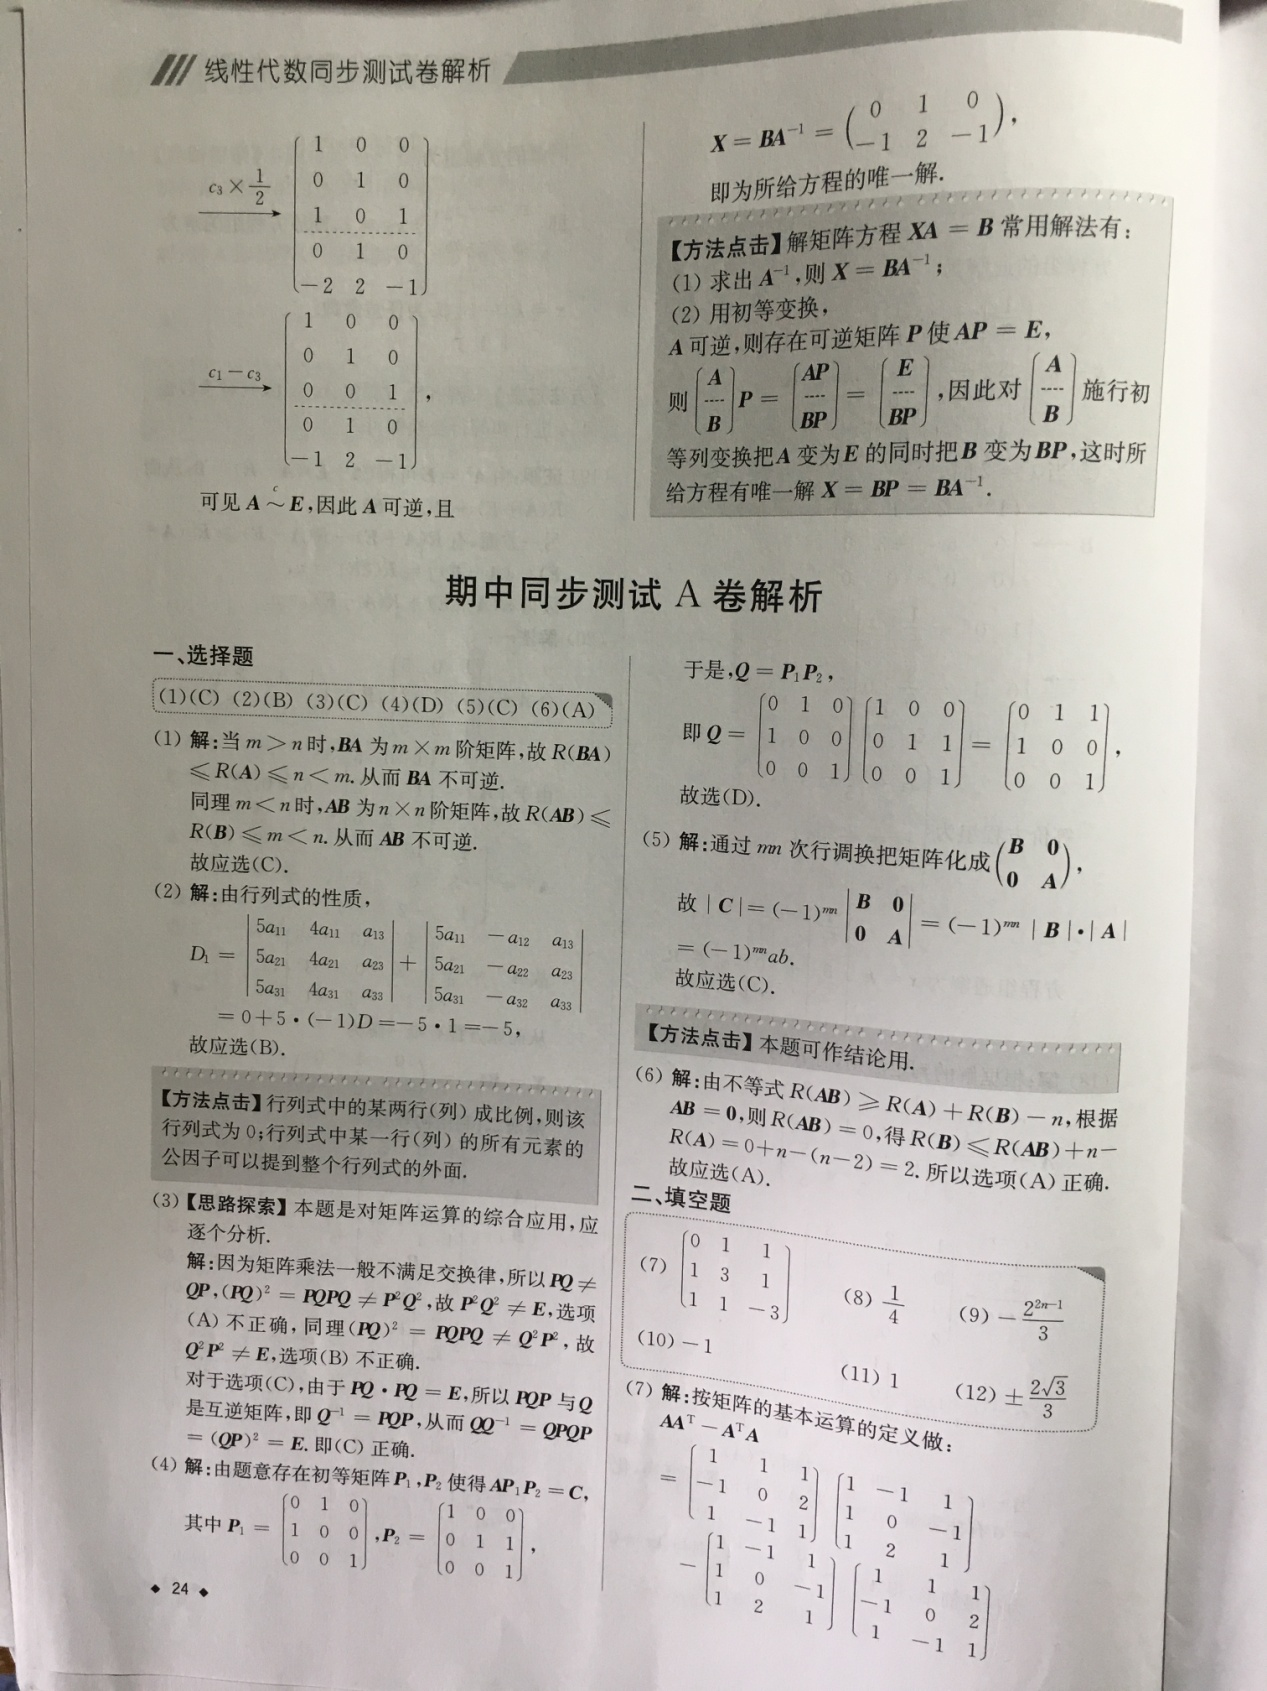 线性代数同步测试卷解析
c₃×1/2
1 0 0
0 1 0
1 0 1
0 1 0
-2 2 -1
c₁-c₃
1 0 0
0 1 0
0 0 1
0 1 0
-1 2 -1
,
可见 A ~ᶜ E,因此 A 可逆,且
X = BA⁻¹ = (0 1 0
-1 2 -1),
即为所给方程的唯一解.
【方法点击】解矩阵方程 XA = B 常用解法有:
(1) 求出 A⁻¹,则 X = BA⁻¹;
(2) 用初等变换,
A 可逆,则存在可逆矩阵 P 使 AP = E,
则 (A/B) P = (AP/BP) = (E/BP),因此对 (A/B) 施行初
等列变换把 A 变为 E 的同时把 B 变为 BP,这时所
给方程有唯一解 X = BP = BA⁻¹.
期中同步测试 A 卷解析
一、选择题
(1)(C) (2)(B) (3)(C) (4)(D) (5)(C) (6)(A)
(1) 解:当 m>n 时,BA 为 m×m 阶矩阵,故 R(BA)
≤R(A)≤n<m. 从而 BA 不可逆.
同理 m<n 时,AB 为 n×n 阶矩阵,故 R(AB)≤
R(B)≤m<n. 从而 AB 不可逆.
故应选(C).
(2) 解:由行列式的性质,
D₁ = |5a₁₁ 4a₁₁ a₁₃| + |5a₁₁ -a₁₂ a₁₃|
|5a₂₁ 4a₂₁ a₂₃| |5a₂₁ -a₂₂ a₂₃|
|5a₃₁ 4a₃₁ a₃₃| |5a₃₁ -a₃₂ a₃₃|
=0+5·(-1)D=-5·1=-5,
故应选(B).
【方法点击】行列式中的某两行(列)成比例,则该
行列式为 0;行列式中某一行(列)的所有元素的
公因子可以提到整个行列式的外面.
(3)【思路探索】本题是对矩阵运算的综合应用,应
逐个分析.
解:因为矩阵乘法一般不满足交换律,所以 PQ≠
QP,(PQ)² = PQPQ ≠ P²Q²,故 P²Q² ≠ E,选项
(A) 不正确,同理(PQ)² = PQPQ ≠ Q²P²,故
Q²P² ≠ E,选项(B) 不正确.
对于选项(C),由于 PQ·PQ = E,所以 PQP 与 Q
是互逆矩阵,即 Q⁻¹ = PQP,从而 QQ⁻¹ = QPQP
= (QP)² = E. 即(C) 正确.
(4) 解:由题意存在初等矩阵 P₁,P₂ 使得 AP₁P₂=C,
其中 P₁ = (0 1 0
1 0 0
0 0 1), P₂ = (1 0 0
0 1 1
0 0 1),
24
于是,Q = P₁P₂,
即 Q = (0 1 0 (1 0 0 = (0 1 1
1 0 0 0 1 1 1 0 0
0 0 1) 0 0 1) 0 0 1),
故选(D).
(5) 解:通过 mn 次行调换把矩阵化成 (B 0
0 A),
故 |C|=(-1)ᵐⁿ |B 0
0 A| =(-1)ᵐⁿ |B|·|A|
=(-1)ᵐⁿab.
故应选(C).
【方法点击】本题可作结论用.
(6) 解:由不等式 R(AB)≥R(A)+R(B)-n,根据
AB=0,则 R(AB)=0,得 R(B)≤R(AB)+n-
R(A)=0+n-(n-2)=2. 所以选项(A) 正确.
故应选(A).
二、填空题
(7) (0 1 1
1 3 1
1 1 -3) (8) 1/4 (9) -2²ⁿ⁻¹/3
(10) -1 (11) 1 (12) ±2√3/3
(7) 解:按矩阵的基本运算的定义做:
AAᵀ-AᵀA
= (1 1 1 (1 -1 1
-1 0 2 1 0 -1
1 -1 1) 1 2 1)
- (1 -1 1 (1 1 1
1 0 -1 -1 0 2
1 2 1) 1 -1 1)